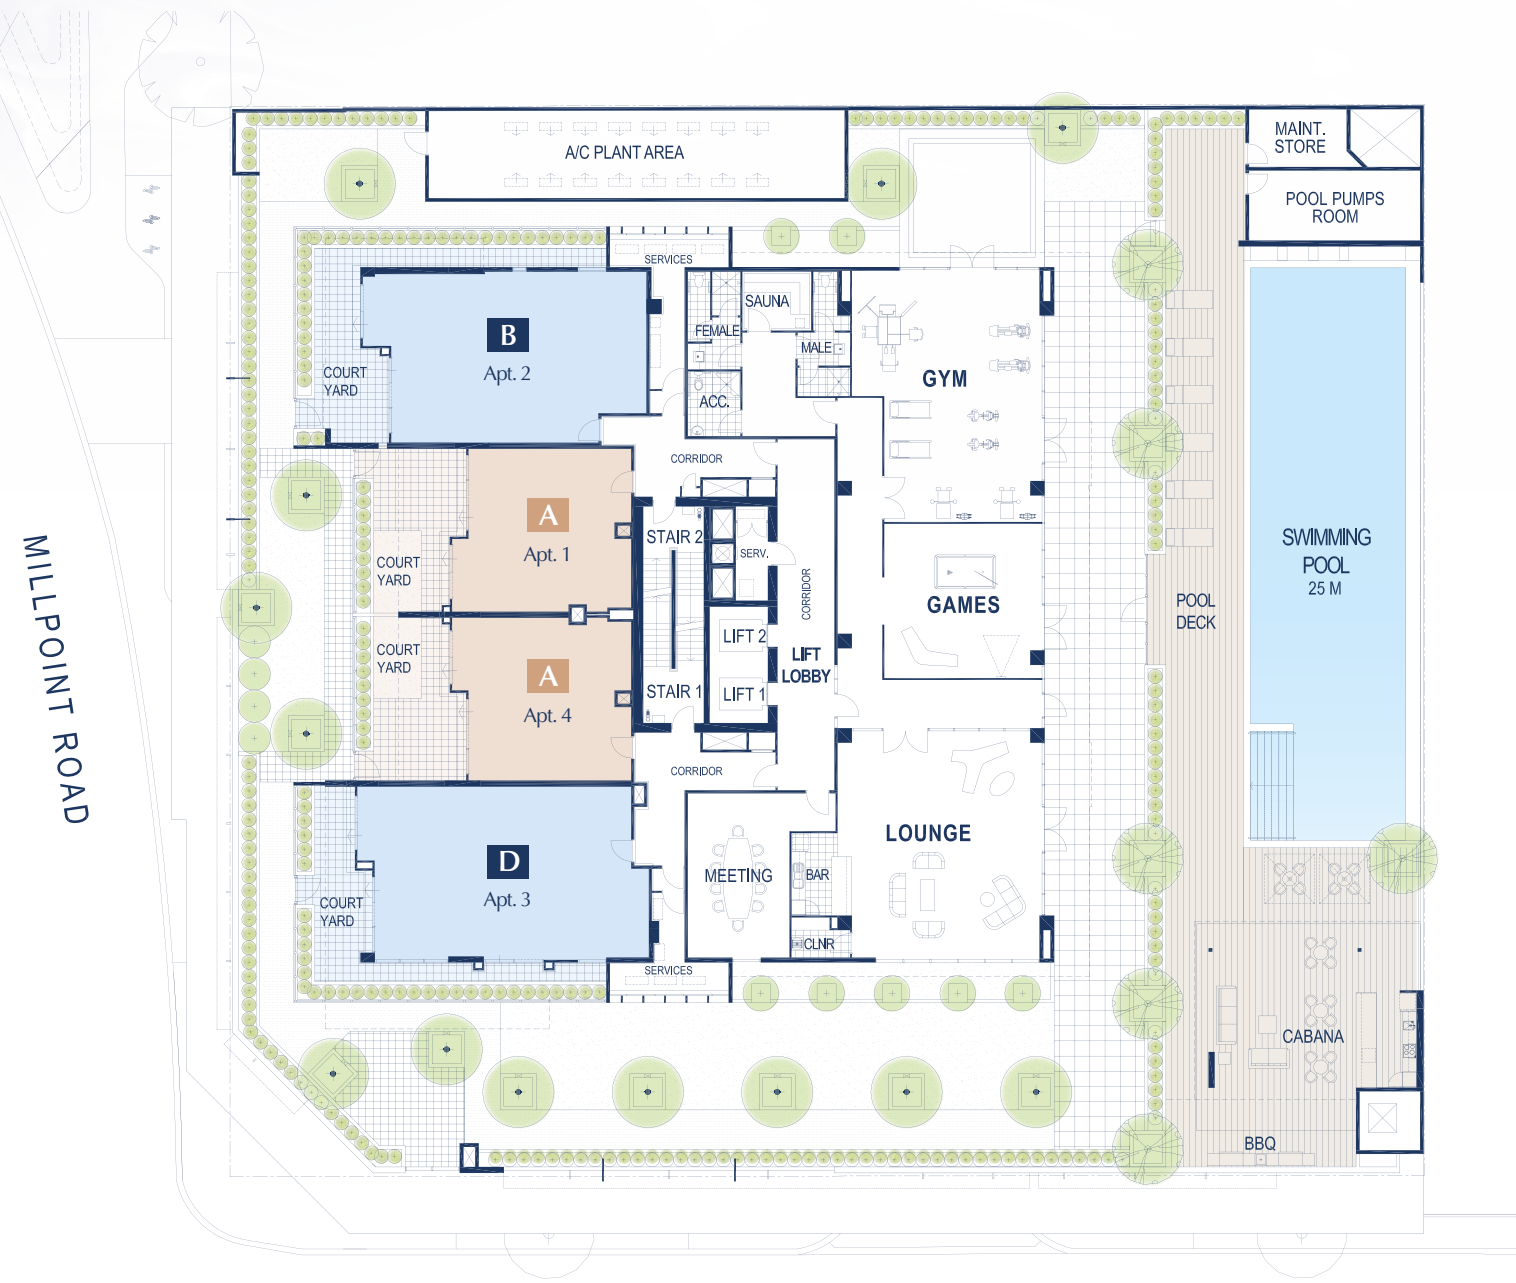 A/C PLANT AREA
MAINT.
STORE
POOL PUMPS
ROOM
SERVICES
SAUNA
FEMALE
MALE
ACC.
GYM
B
Apt. 2
COURT
YARD
CORRIDOR
A
Apt. 1
COURT
YARD
STAIR 2
SERV.
CORRIDOR
GAMES
SWIMMING
POOL
25 M
POOL
DECK
LIFT 2
LIFT
LOBBY
COURT
YARD
A
Apt. 4
STAIR 1
LIFT 1
CORRIDOR
MILLPOINT ROAD
LOUNGE
D
Apt. 3
COURT
YARD
MEETING
BAR
CLNR
SERVICES
CABANA
BBQ